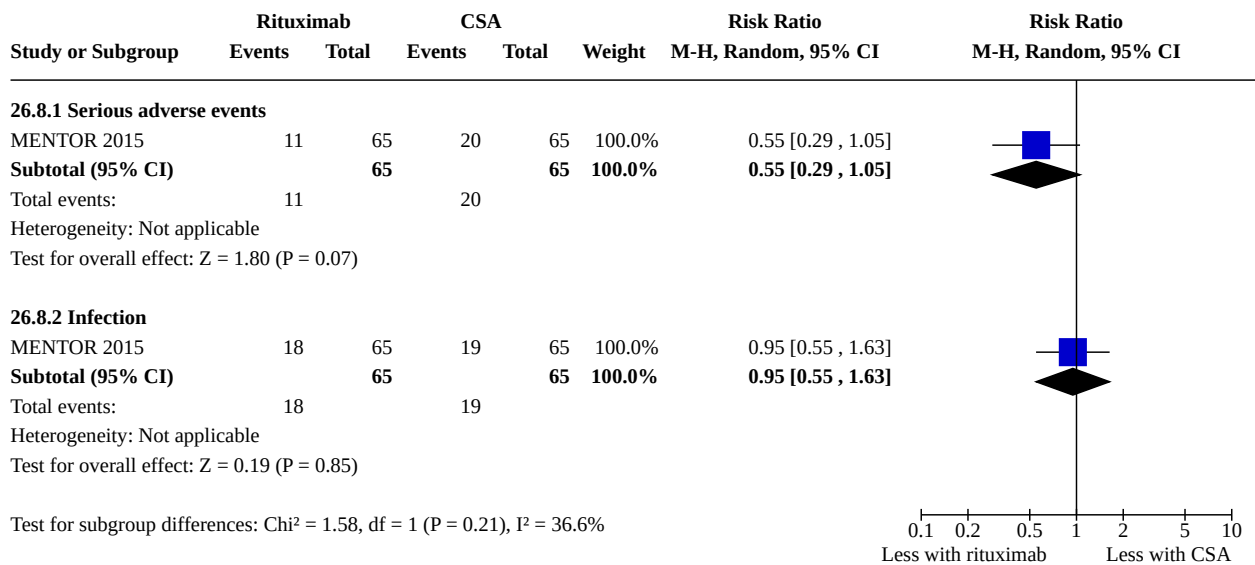 Rituximab CSA Risk Ratio Risk Ratio
Study or Subgroup Events Total Events Total Weight M-H, Random, 95% CI M-H, Random, 95% CI
26.8.1 Serious adverse events
MENTOR 2015 11 65 20 65 100.0% 0.55 [0.29 , 1.05]
Subtotal (95% CI) 65 65 100.0% 0.55 [0.29 , 1.05]
Total events: 11 20
Heterogeneity: Not applicable
Test for overall effect: Z = 1.80 (P = 0.07)
26.8.2 Infection
MENTOR 2015 18 65 19 65 100.0% 0.95 [0.55 , 1.63]
Subtotal (95% CI) 65 65 100.0% 0.95 [0.55 , 1.63]
Total events: 18 19
Heterogeneity: Not applicable
Test for overall effect: Z = 0.19 (P = 0.85)
Test for subgroup differences: Chi² = 1.58, df = 1 (P = 0.21), I² = 36.6%
0.1 0.2 0.5 1 2 5 10
Less with rituximab Less with CSA